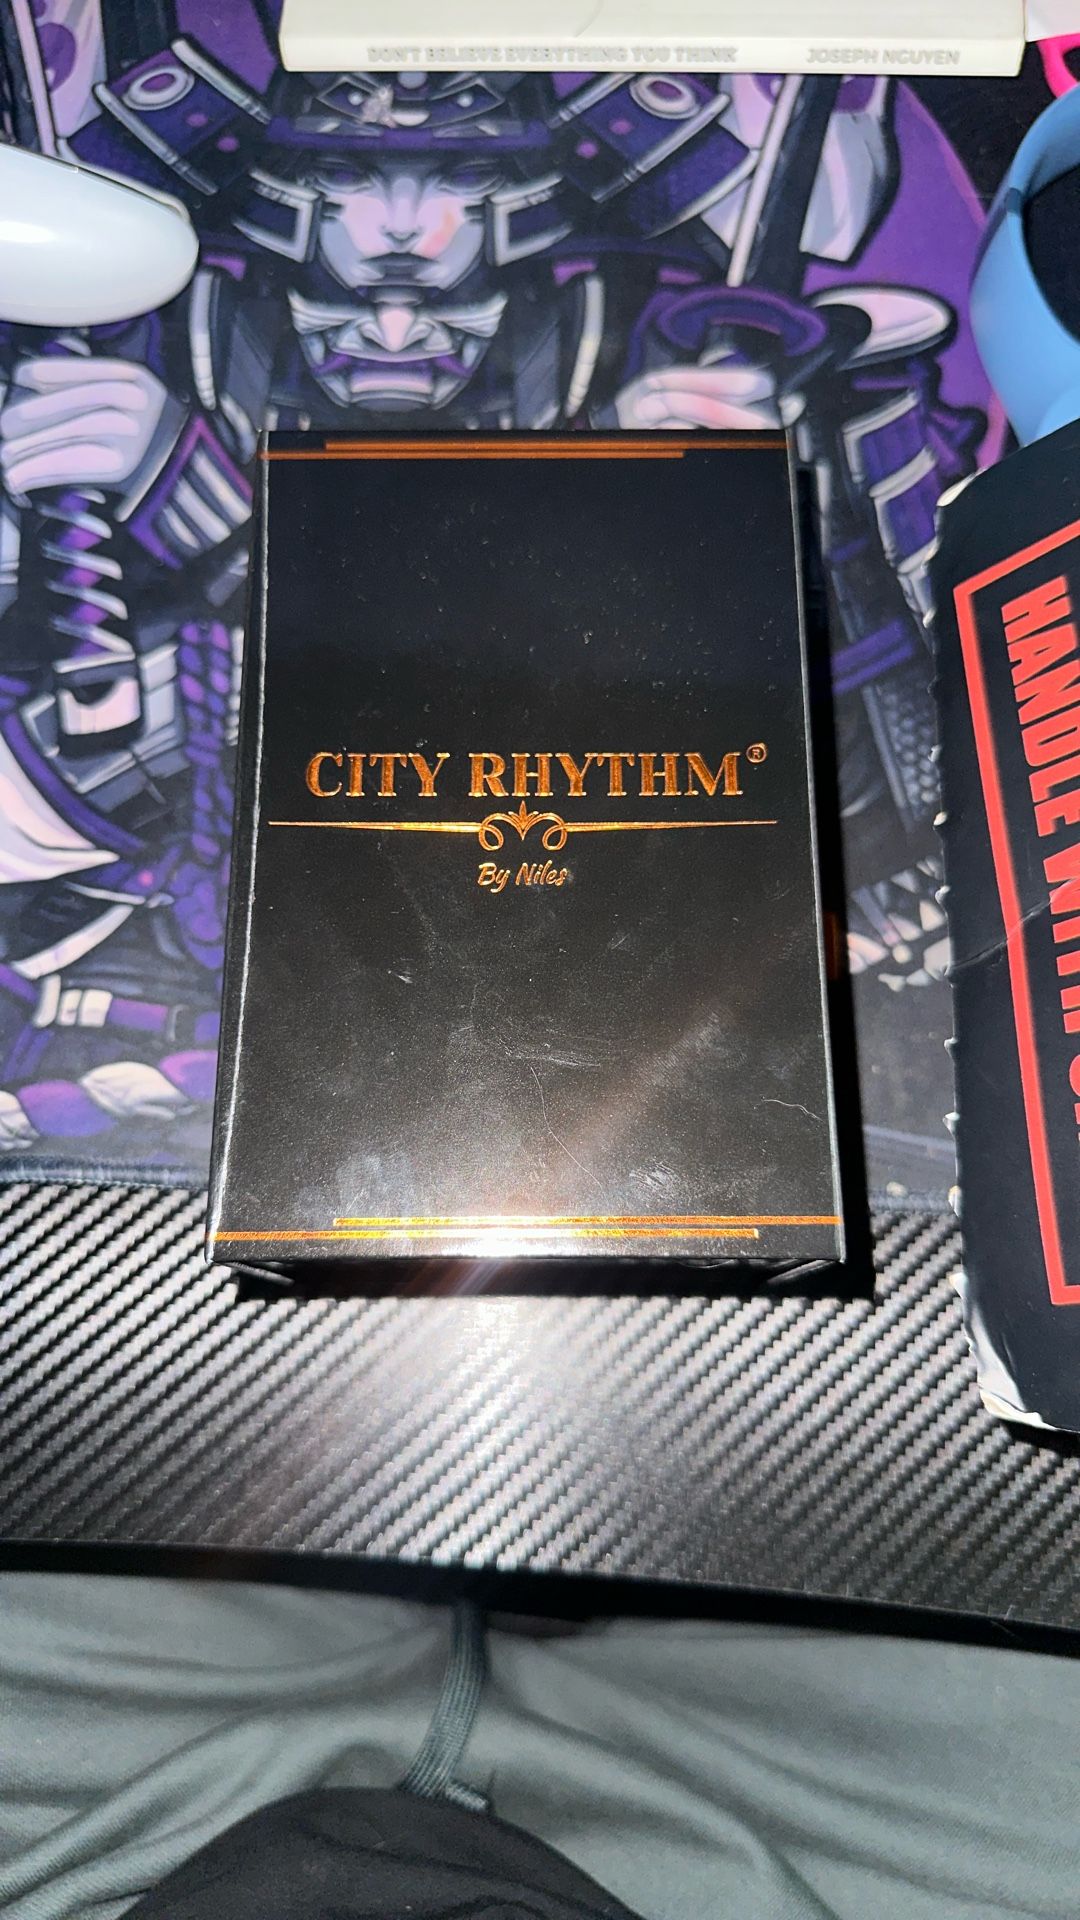 DON'T BELIEVE EVERYTHING YOU THINK JOSEPH NGUYEN
CITY RHYTHM®
By Niles
HANDLE WITH